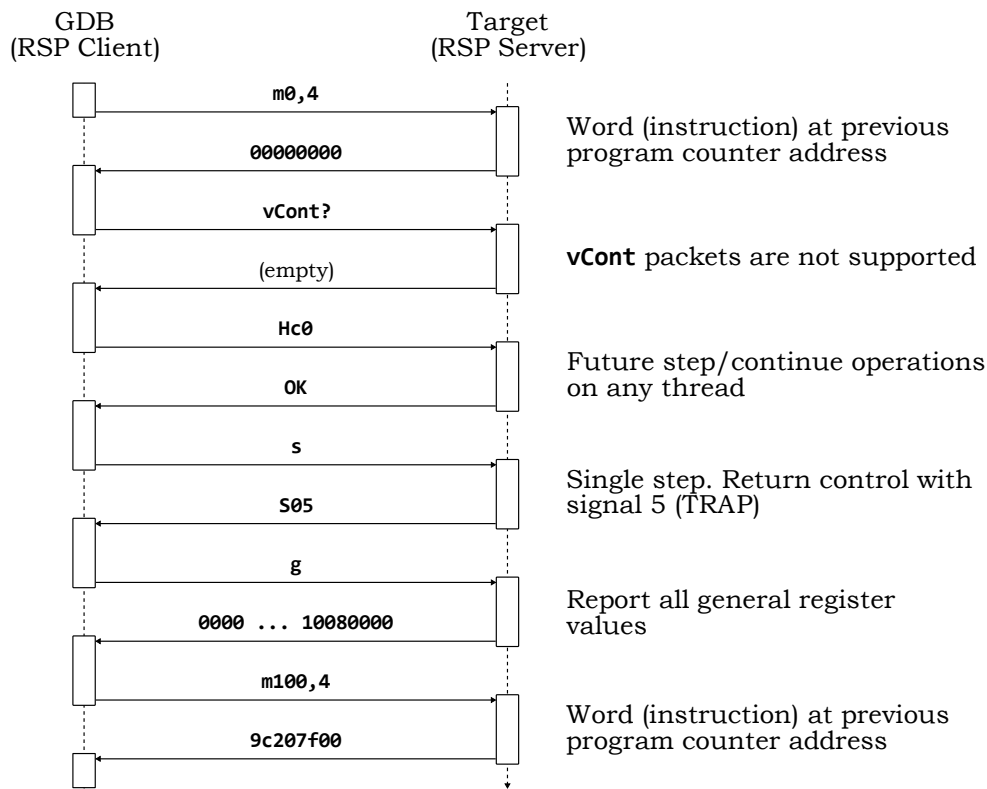 GDB
(RSP Client)
Target
(RSP Server)
m0,4
Word (instruction) at previous
program counter address
00000000
vCont?
vCont packets are not supported
(empty)
Hc0
Future step/continue operations
on any thread
OK
s
Single step. Return control with
signal 5 (TRAP)
S05
g
Report all general register
values
0000 ... 10080000
m100,4
Word (instruction) at previous
program counter address
9c207f00